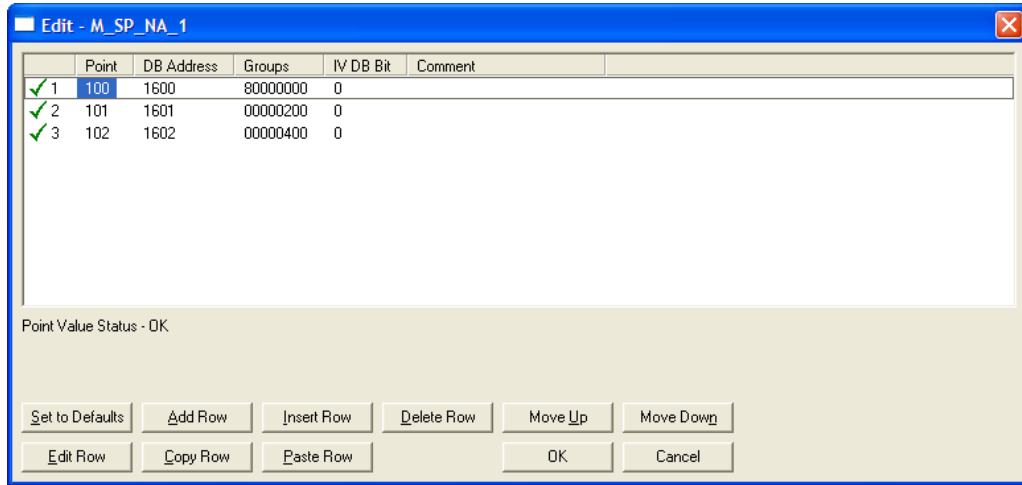 Edit - M_SP_NA_1
Point DB Address Groups IV DB Bit Comment
1 100 1600 80000000 0
2 101 1601 00000200 0
3 102 1602 00000400 0
Point Value Status - OK
Set to Defaults Add Row Insert Row Delete Row Move Up Move Down
Edit Row Copy Row Paste Row OK Cancel